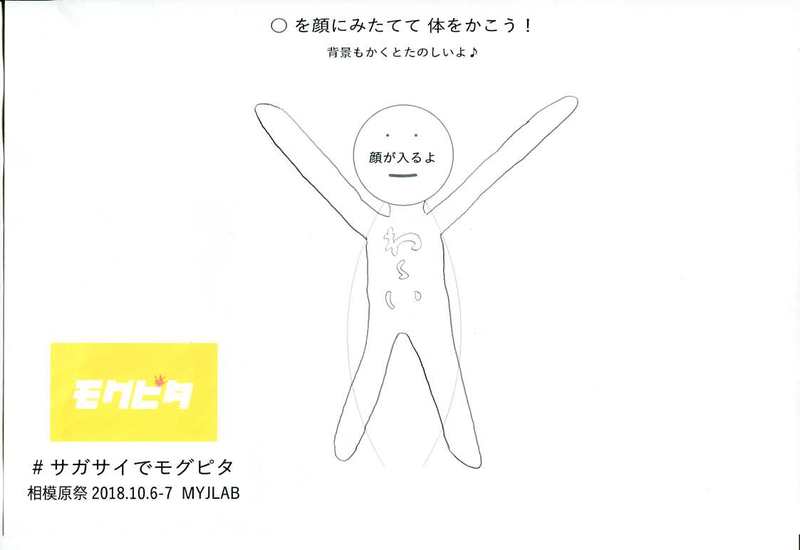 ○ を顔にみたてて 体をかこう！
背景もかくとたのしいよ♪
顔が入るよ
わ〜い
モグピタ
# サガサイでモグピタ
相模原祭 2018.10.6-7 MYJLAB